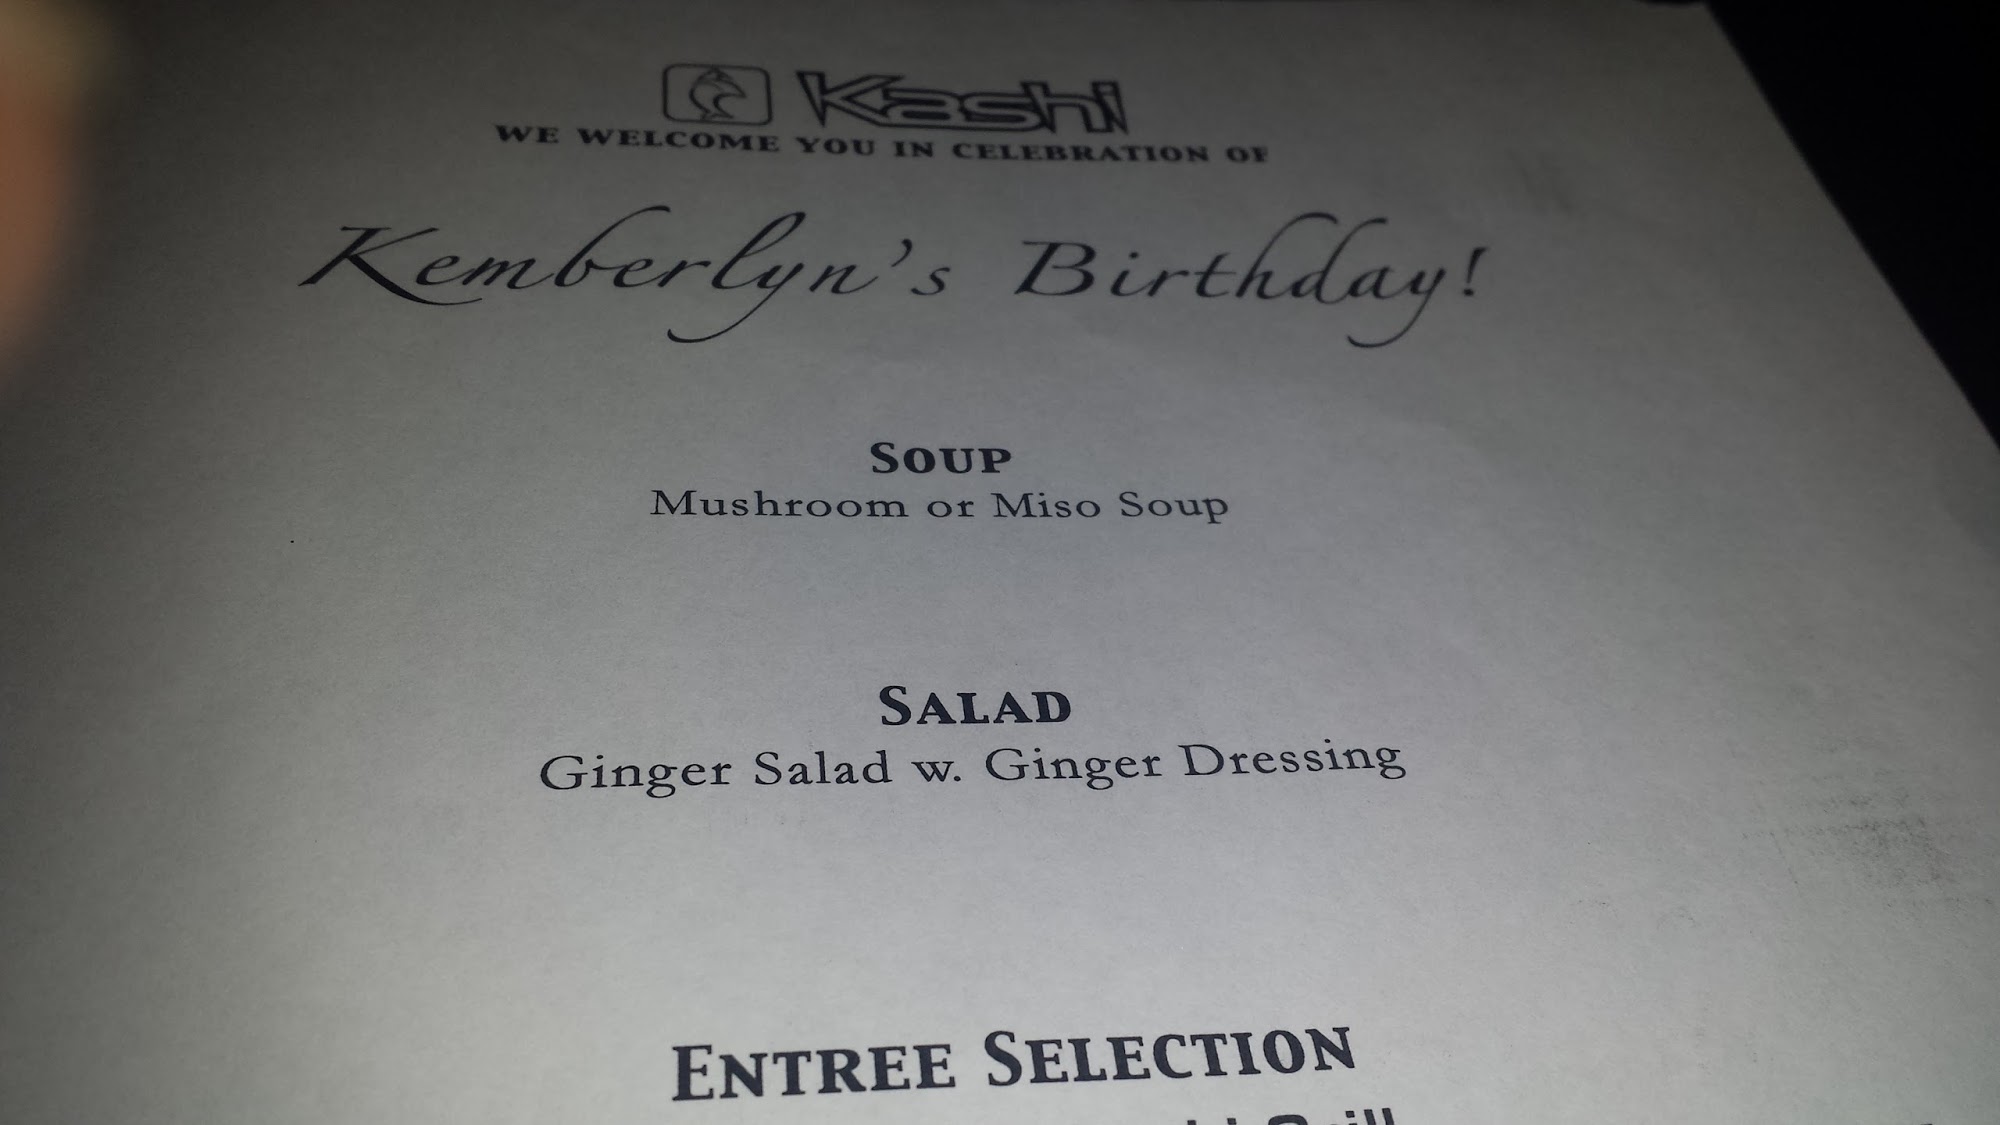 Kashi
WE WELCOME YOU IN CELEBRATION OF
Kemberlyn's Birthday!
SOUP
Mushroom or Miso Soup
SALAD
Ginger Salad w. Ginger Dressing
ENTREE SELECTION
Grill